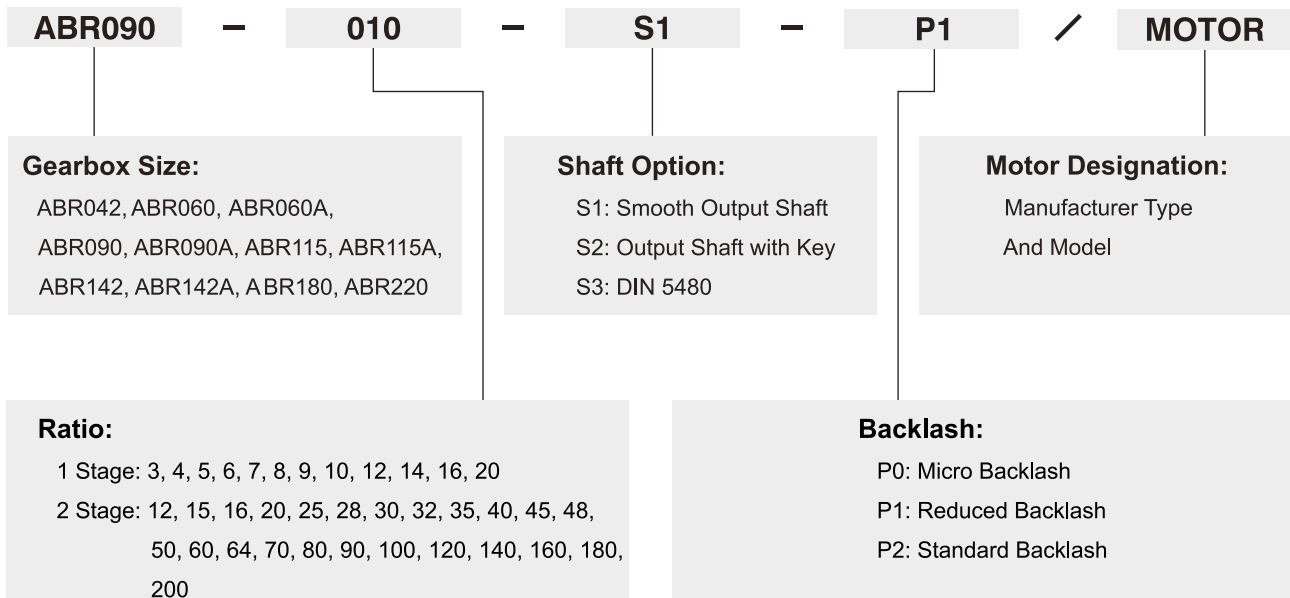 ABR090 – 010 – S1 – P1 / MOTOR
Gearbox Size:
ABR042, ABR060, ABR060A,
ABR090, ABR090A, ABR115, ABR115A,
ABR142, ABR142A, ABR180, ABR220
Shaft Option:
S1: Smooth Output Shaft
S2: Output Shaft with Key
S3: DIN 5480
Motor Designation:
Manufacturer Type
And Model
Ratio:
1 Stage: 3, 4, 5, 6, 7, 8, 9, 10, 12, 14, 16, 20
2 Stage: 12, 15, 16, 20, 25, 28, 30, 32, 35, 40, 45, 48,
50, 60, 64, 70, 80, 90, 100, 120, 140, 160, 180,
200
Backlash:
P0: Micro Backlash
P1: Reduced Backlash
P2: Standard Backlash